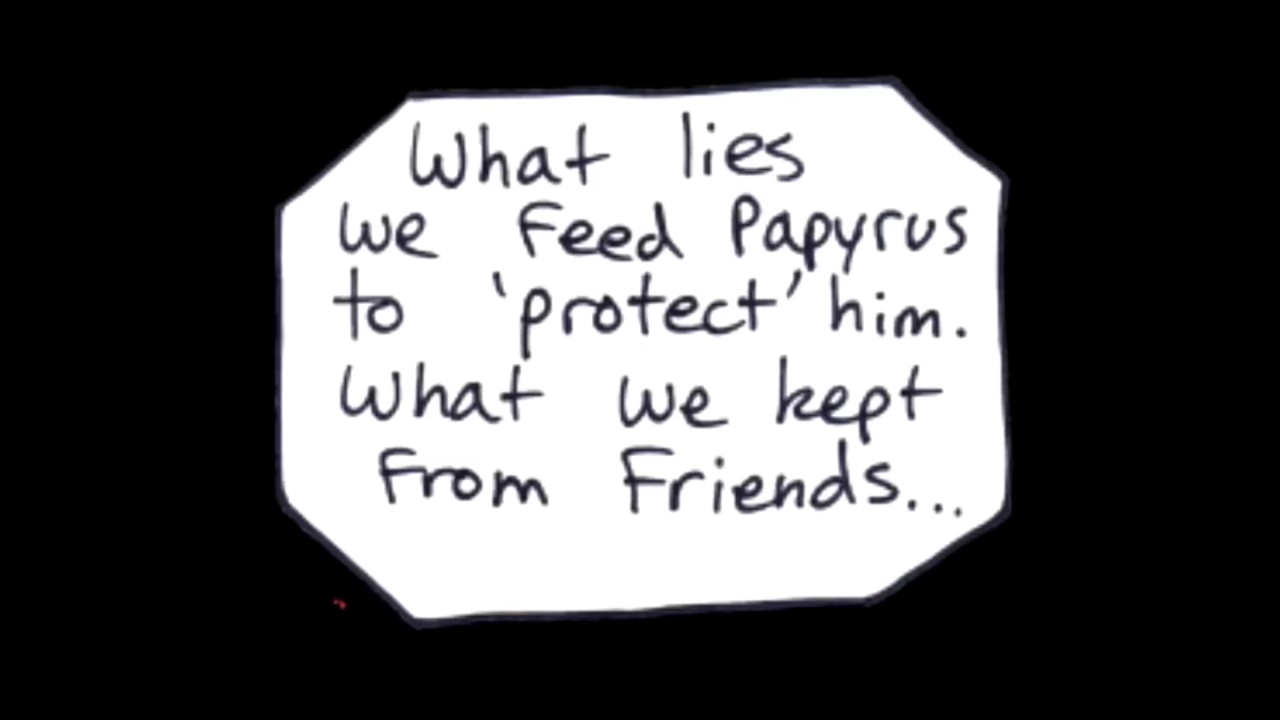 What lies
we Feed Papyrus
to 'protect' him.
What we kept
From Friends...